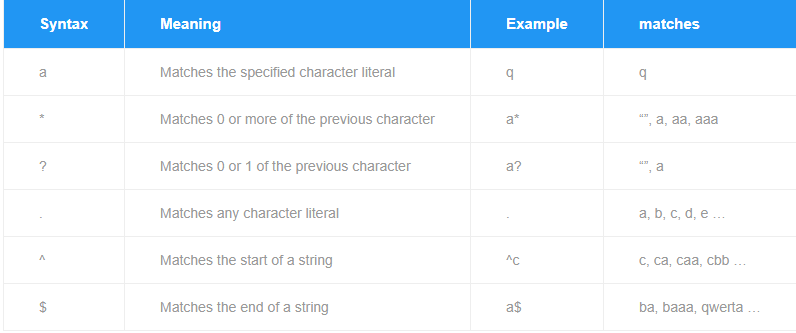 Syntax Meaning Example matches
a Matches the specified character literal q q
* Matches 0 or more of the previous character a* “”, a, aa, aaa
? Matches 0 or 1 of the previous character a? “”, a
. Matches any character literal . a, b, c, d, e …
^ Matches the start of a string ^c c, ca, caa, cbb …
$ Matches the end of a string a$ ba, baaa, qwerta …